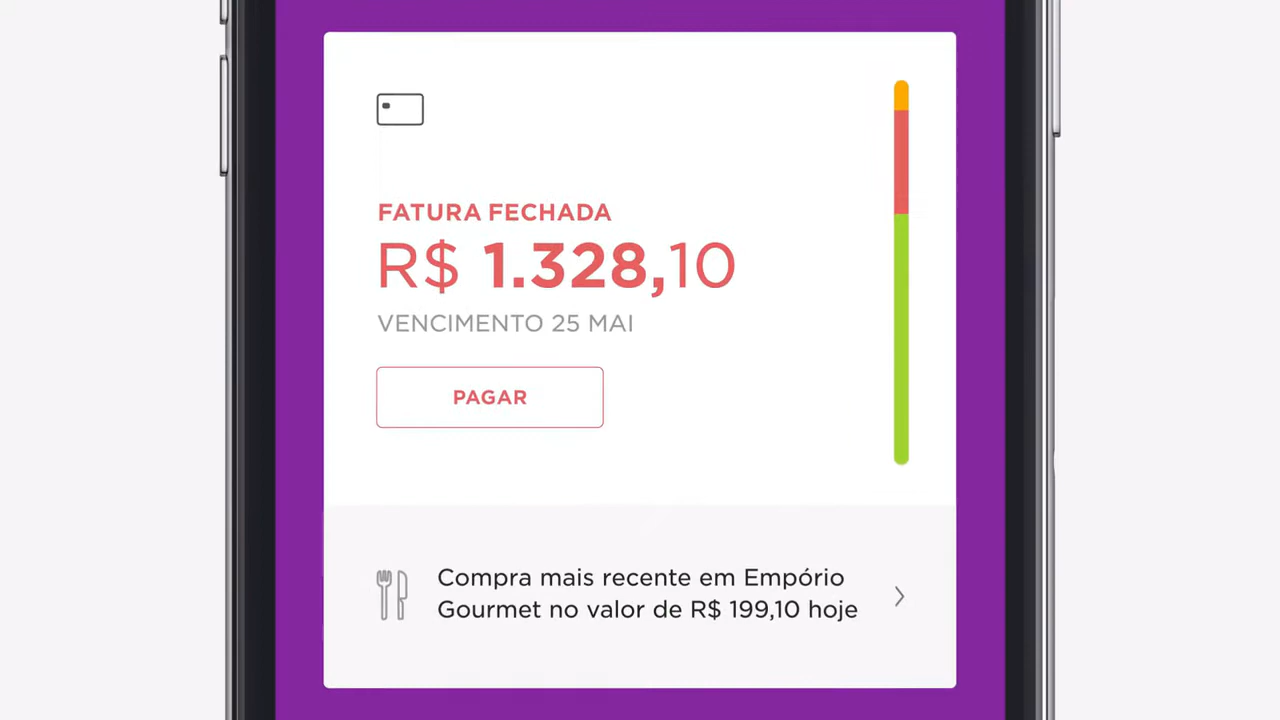 FATURA FECHADA
R$ 1.328,10
VENCIMENTO 25 MAI
PAGAR
Compra mais recente em Empório
Gourmet no valor de R$ 199,10 hoje